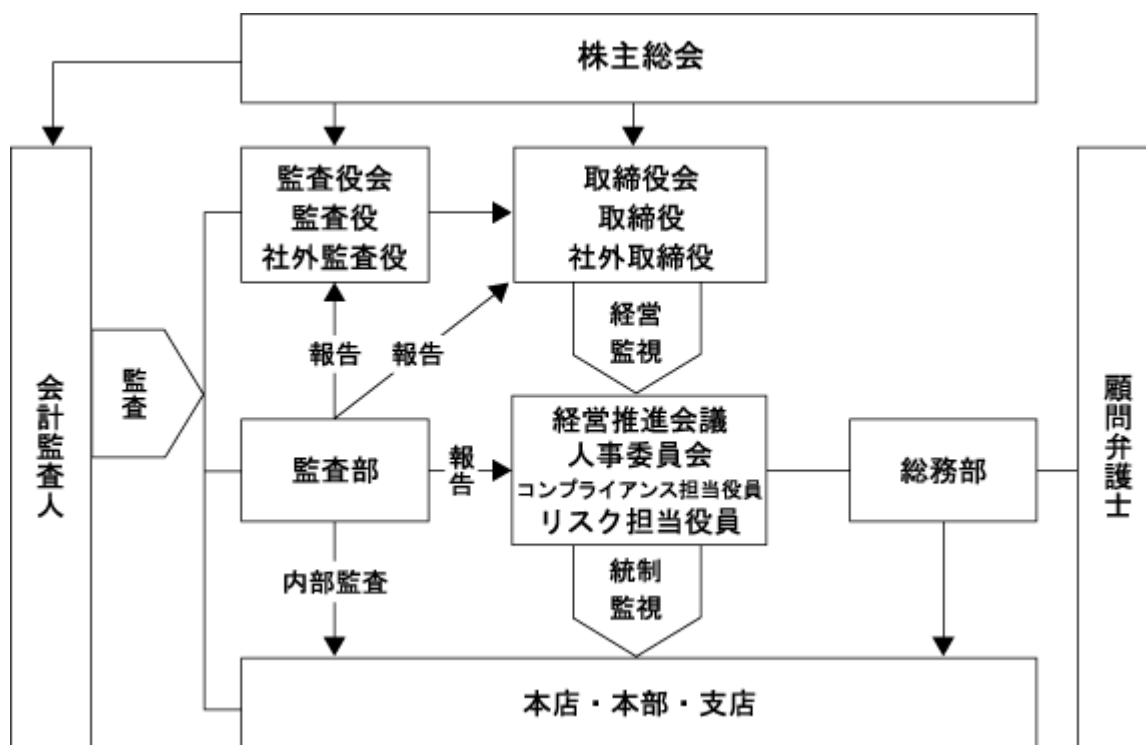 株主総会
監査役会
監査役
社外監査役
取締役会
取締役
社外取締役
経営
監視
報告
報告
会計監査人
監査
顧問弁護士
監査部
報告
経営推進会議
人事委員会
コンプライアンス担当役員
リスク担当役員
総務部
内部監査
統制
監視
本店・本部・支店